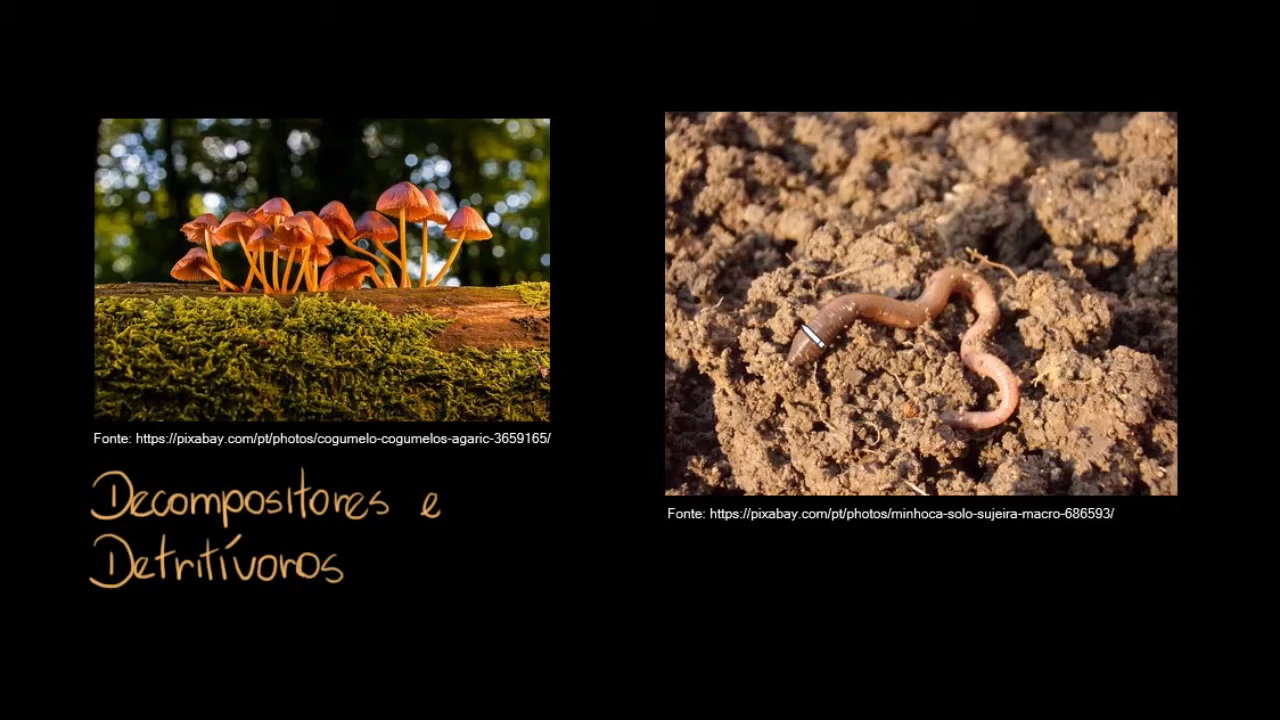 Fonte: https://pixabay.com/pt/photos/cogumelo-cogumelos-agaric-3659165/
Decompositores e
Detritívoros
Fonte: https://pixabay.com/pt/photos/minhoca-solo-sujeira-macro-686593/